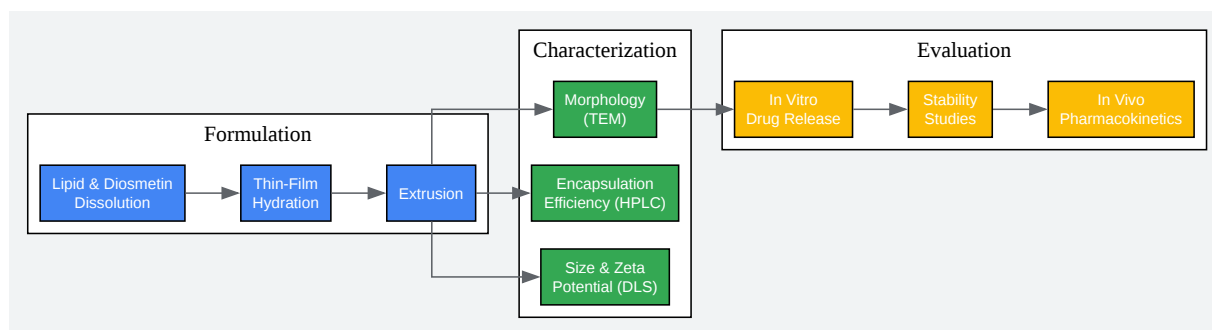 Formulation
Lipid & Diosmetin
Dissolution
Thin-Film
Hydration
Extrusion
Characterization
Morphology
(TEM)
Encapsulation
Efficiency (HPLC)
Size & Zeta
Potential (DLS)
Evaluation
In Vitro
Drug Release
Stability
Studies
In Vivo
Pharmacokinetics